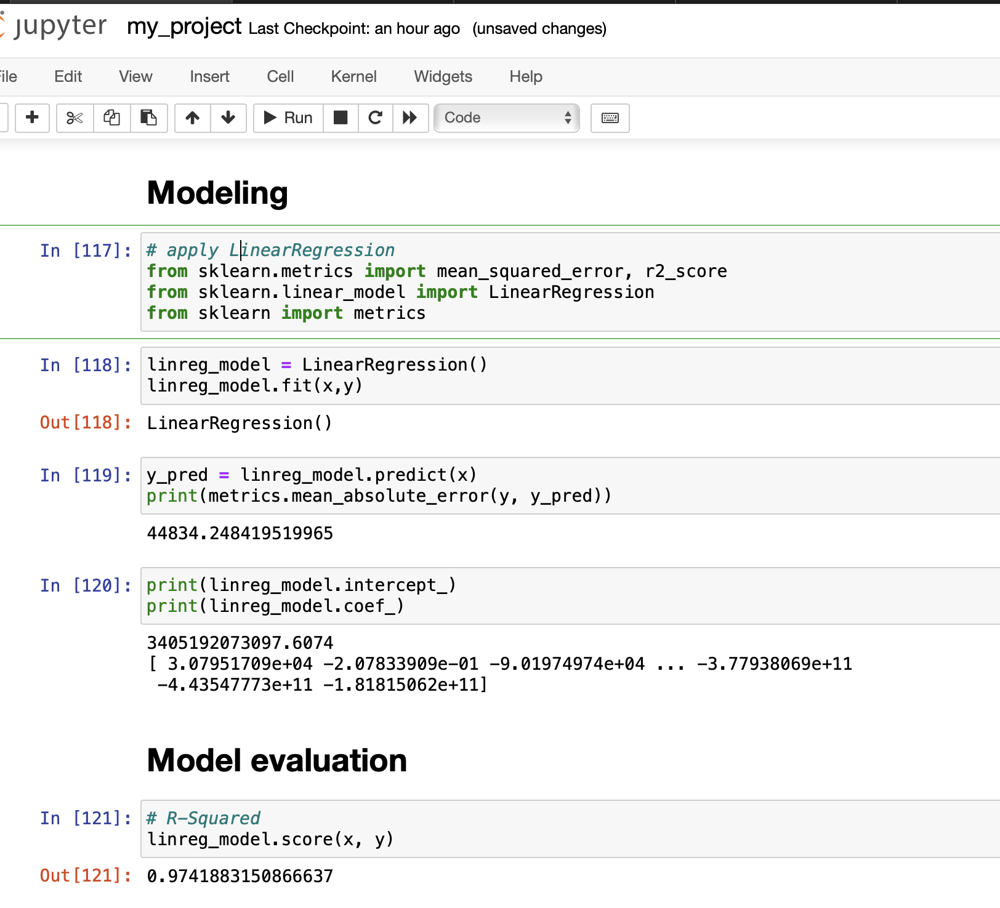 jupyter my_project Last Checkpoint: an hour ago (unsaved changes)
ile Edit View Insert Cell Kernel Widgets Help
Run Code
Modeling
In [117]: # apply LinearRegression
from sklearn.metrics import mean_squared_error, r2_score
from sklearn.linear_model import LinearRegression
from sklearn import metrics
In [118]: linreg_model = LinearRegression()
linreg_model.fit(x,y)
Out[118]: LinearRegression()
In [119]: y_pred = linreg_model.predict(x)
print(metrics.mean_absolute_error(y, y_pred))
44834.248419519965
In [120]: print(linreg_model.intercept_)
print(linreg_model.coef_)
3405192073097.6074
[ 3.07951709e+04 -2.07833909e-01 -9.01974974e+04 ... -3.77938069e+11
-4.43547773e+11 -1.81815062e+11]
Model evaluation
In [121]: # R-Squared
linreg_model.score(x, y)
Out[121]: 0.9741883150866637